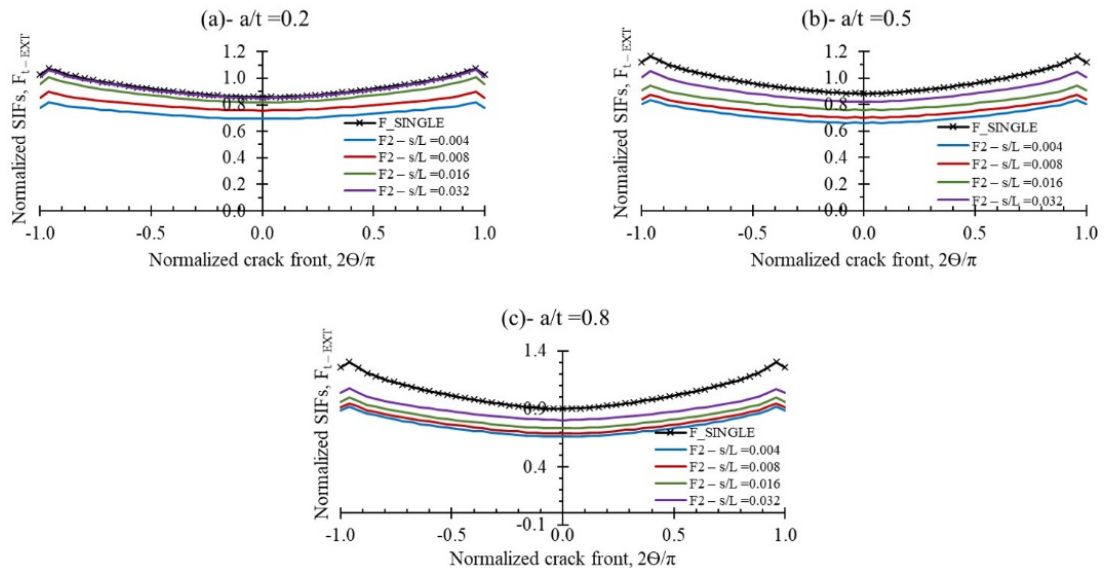 (a)- a/t =0.2
Normalized SIFs, F_t – EXT
1.2
1.0
0.8
0.6
0.4
0.2
0.0
-1.0 -0.5 0.0 0.5 1.0
F_SINGLE
F2 – s/L =0.004
F2 – s/L =0.008
F2 – s/L =0.016
F2 – s/L =0.032
Normalized crack front, 2Θ/π
(b)- a/t =0.5
Normalized SIFs, F_t – EXT
1.2
1.0
0.8
0.6
0.4
0.2
0.0
-1.0 -0.5 0.0 0.5 1.0
F_SINGLE
F2 – s/L =0.004
F2 – s/L =0.008
F2 – s/L =0.016
F2 – s/L =0.032
Normalized crack front, 2Θ/π
(c)- a/t =0.8
Normalized SIFs, F_t – EXT
1.4
0.9
0.4
-0.1
-1.0 -0.5 0.0 0.5 1.0
F_SINGLE
F2 – s/L =0.004
F2 – s/L =0.008
F2 – s/L =0.016
F2 – s/L =0.032
Normalized crack front, 2Θ/π